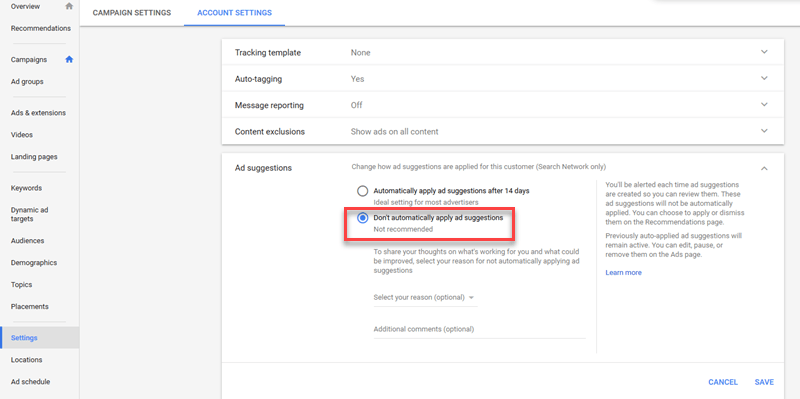 Overview
Recommendations
Campaigns
Ad groups
Ads & extensions
Videos
Landing pages
Keywords
Dynamic ad
targets
Audiences
Demographics
Topics
Placements
Settings
Locations
Ad schedule
CAMPAIGN SETTINGS
ACCOUNT SETTINGS
Tracking template None
Auto-tagging Yes
Message reporting Off
Content exclusions Show ads on all content
Ad suggestions
Change how ad suggestions are applied for this customer (Search Network only)
Automatically apply ad suggestions after 14 days
Ideal setting for most advertisers
Don't automatically apply ad suggestions
Not recommended
To share your thoughts on what's working for you and what could
be improved, select your reason for not automatically applying ad
suggestions
Select your reason (optional)
Additional comments (optional)
You'll be alerted each time ad suggestions
are created so you can review them. These
ad suggestions will not be automatically
applied. You can choose to apply or dismiss
them on the Recommendations page.
Previously auto-applied ad suggestions will
remain active. You can edit, pause, or
remove them on the Ads page.
Learn more
CANCEL
SAVE